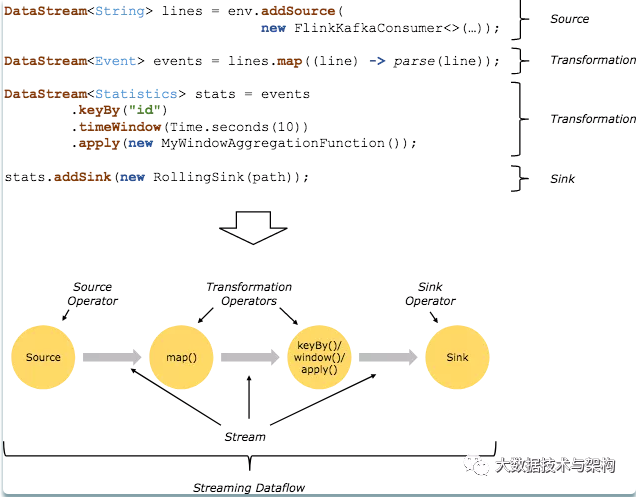 DataStream<String> lines = env.addSource(
new FlinkKafkaConsumer<>(…));
Source
DataStream<Event> events = lines.map((line) -> parse(line));
Transformation
DataStream<Statistics> stats = events
.keyBy("id")
.timeWindow(Time.seconds(10))
.apply(new MyWindowAggregationFunction());
Transformation
stats.addSink(new RollingSink(path));
Sink
Source
Operator
Transformation
Operators
Sink
Operator
Source
map()
keyBy()/
window()/
apply()
Sink
Stream
大数据技术与架构
Streaming Dataflow